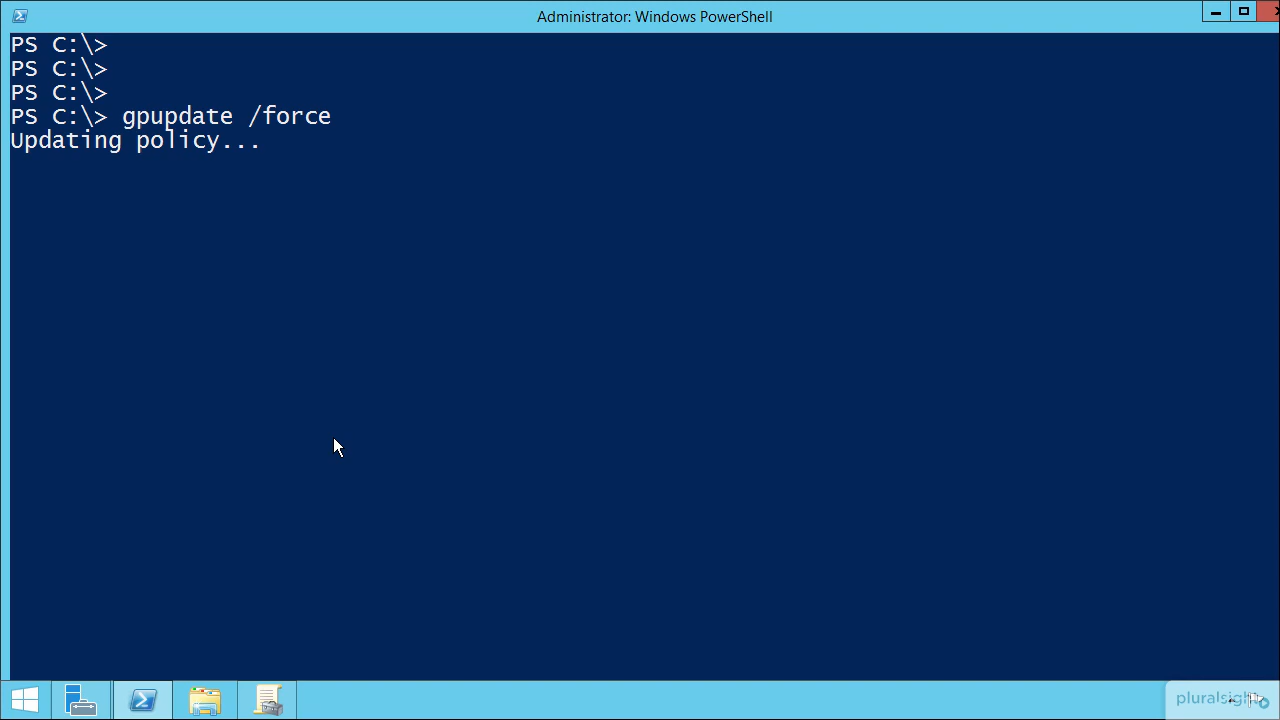 Administrator: Windows PowerShell
PS C:\>
PS C:\>
PS C:\>
PS C:\> gpupdate /force
Updating policy...
pluralsight